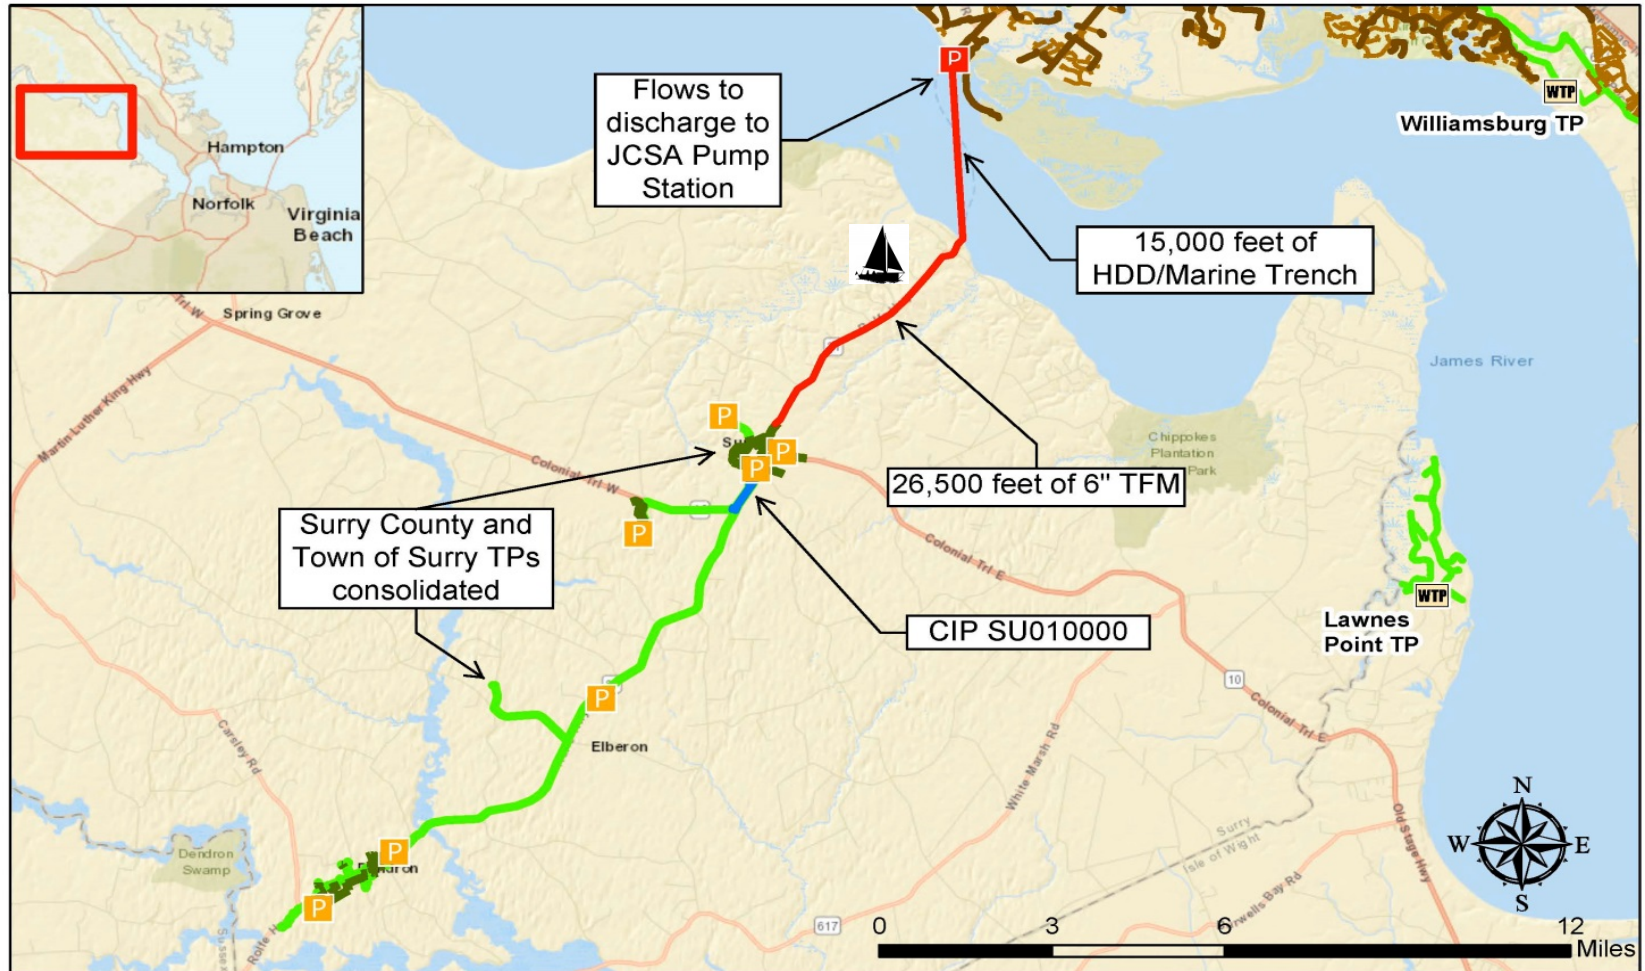 Hampton
Norfolk
Virginia
Beach
Flows to
discharge to
JCSA Pump
Station
P
WTP
Williamsburg TP
15,000 feet of
HDD/Marine Trench
Trl W
Spring Grove
James River
Martin Luther King Hwy
P
P
P
Chippokes
Plantation
Park
Colonial Trl W
26,500 feet of 6" TFM
P
Surry County and
Town of Surry TPs
consolidated
Colonial Trl E
WTP
Lawnes
Point TP
CIP SU010000
10
Colonial Trl E
P
Elberon
Carsley Rd
White Marsh Rd
Old Stage Hwy
Surry
Isle of Wight
Dendron
Swamp
P
P
Rolfe H
617
N
W
E
S
0
3
6
12
Miles